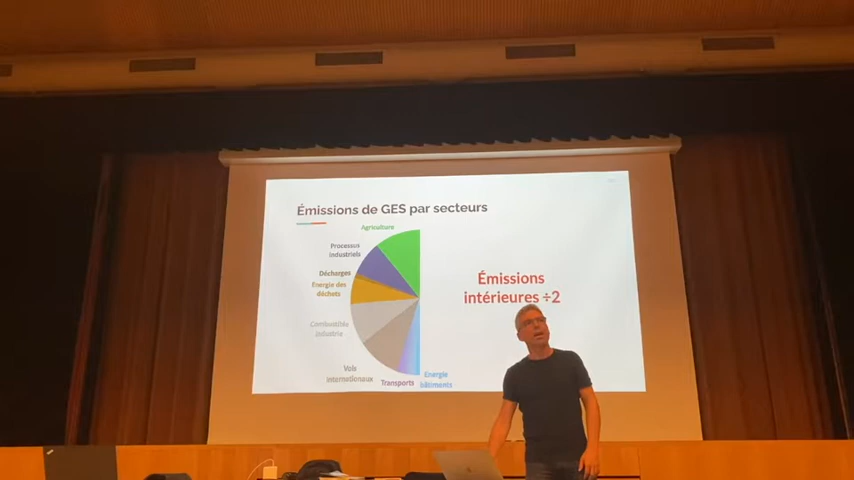 Émissions de GES par secteurs
Agriculture
Processus
industriels
Décharges
Énergie des
déchets
Combustibles
industrie
Vols
internationaux
Transports
Energie
bâtiments
Émissions
intérieures ÷2